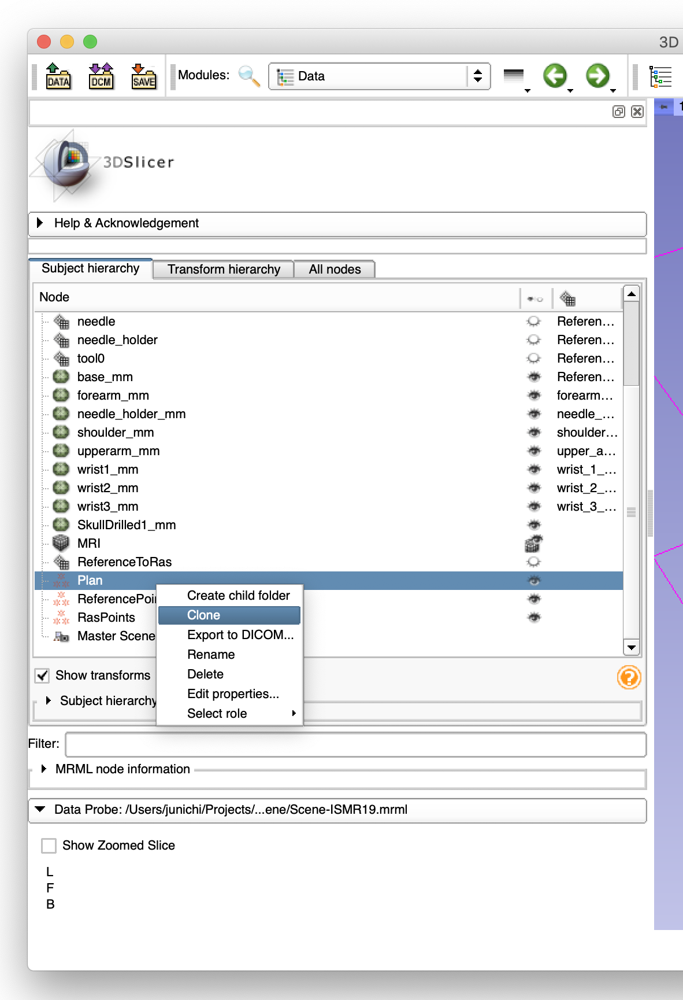 3D
DATA DCM SAVE Modules: Data
1
3DSlicer
Help & Acknowledgement
Subject hierarchy Transform hierarchy All nodes
Node
needle Referen...
needle_holder Referen...
tool0 Referen...
base_mm Referen...
forearm_mm forearm...
needle_holder_mm needle_...
shoulder_mm shoulder...
upperarm_mm upper_a...
wrist1_mm wrist_1_...
wrist2_mm wrist_2_...
wrist3_mm wrist_3_...
SkullDrilled1_mm
MRI
ReferenceToRas
Plan
ReferencePoi
RasPoints
Master Scene
Create child folder
Clone
Export to DICOM...
Rename
Delete
Edit properties...
Select role
Show transforms
?
Subject hierarchy
Filter:
MRML node information
Data Probe: /Users/junichi/Projects/...ene/Scene-ISMR19.mrml
Show Zoomed Slice
L
F
B